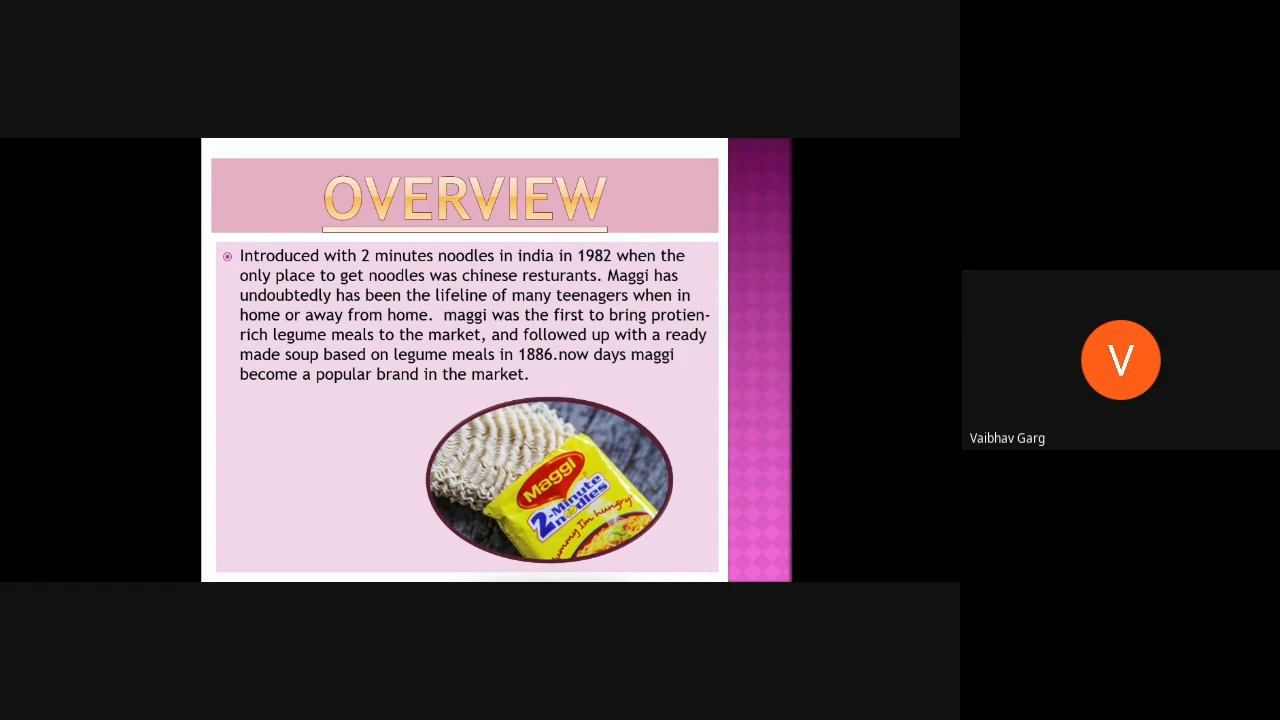 OVERVIEW
Introduced with 2 minutes noodles in india in 1982 when the
only place to get noodles was chinese resturants. Maggi has
undoubtedly has been the lifeline of many teenagers when in
home or away from home.  maggi was the first to bring protien-
rich legume meals to the market, and followed up with a ready
made soup based on legume meals in 1886.now days maggi
become a popular brand in the market.
Maggi
2-Minute
noodles
I'm hungry
V
Vaibhav Garg